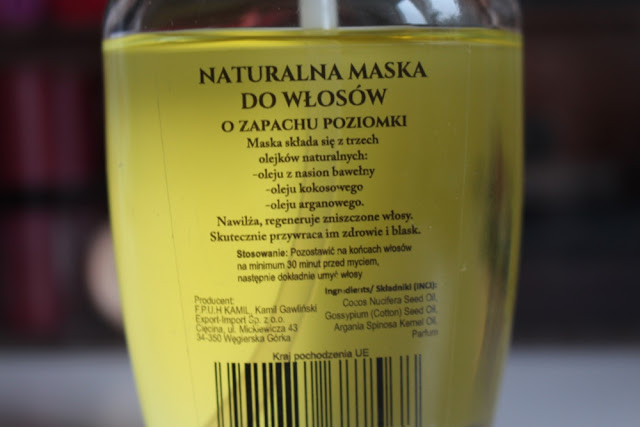 NATURALNA MASKA
DO WŁOSÓW
O ZAPACHU POZIOMKI
Maska składa się z trzech
olejków naturalnych:
-oleju z nasion bawełny
-oleju kokosowego
-oleju arganowego.
Nawilża, regeneruje zniszczone włosy.
Skutecznie przywraca im zdrowie i blask.
Stosowanie: Pozostawić na końcach włosów
na minimum 30 minut przed myciem,
następnie dokładnie umyć włosy
Ingredients/ Składniki (INCI):
Cocos Nucifera Seed Oil,
Gossypium (Cotton) Seed Oil,
Argania Spinosa Kernel Oil,
Parfum
Producent:
F.P.U.H KAMIL, Kamil Gawliński
Export-Import Sp. z o.o.
Cięcina, ul. Mickiewicza 43
34-350 Węgierska Górka
Kraj pochodzenia UE